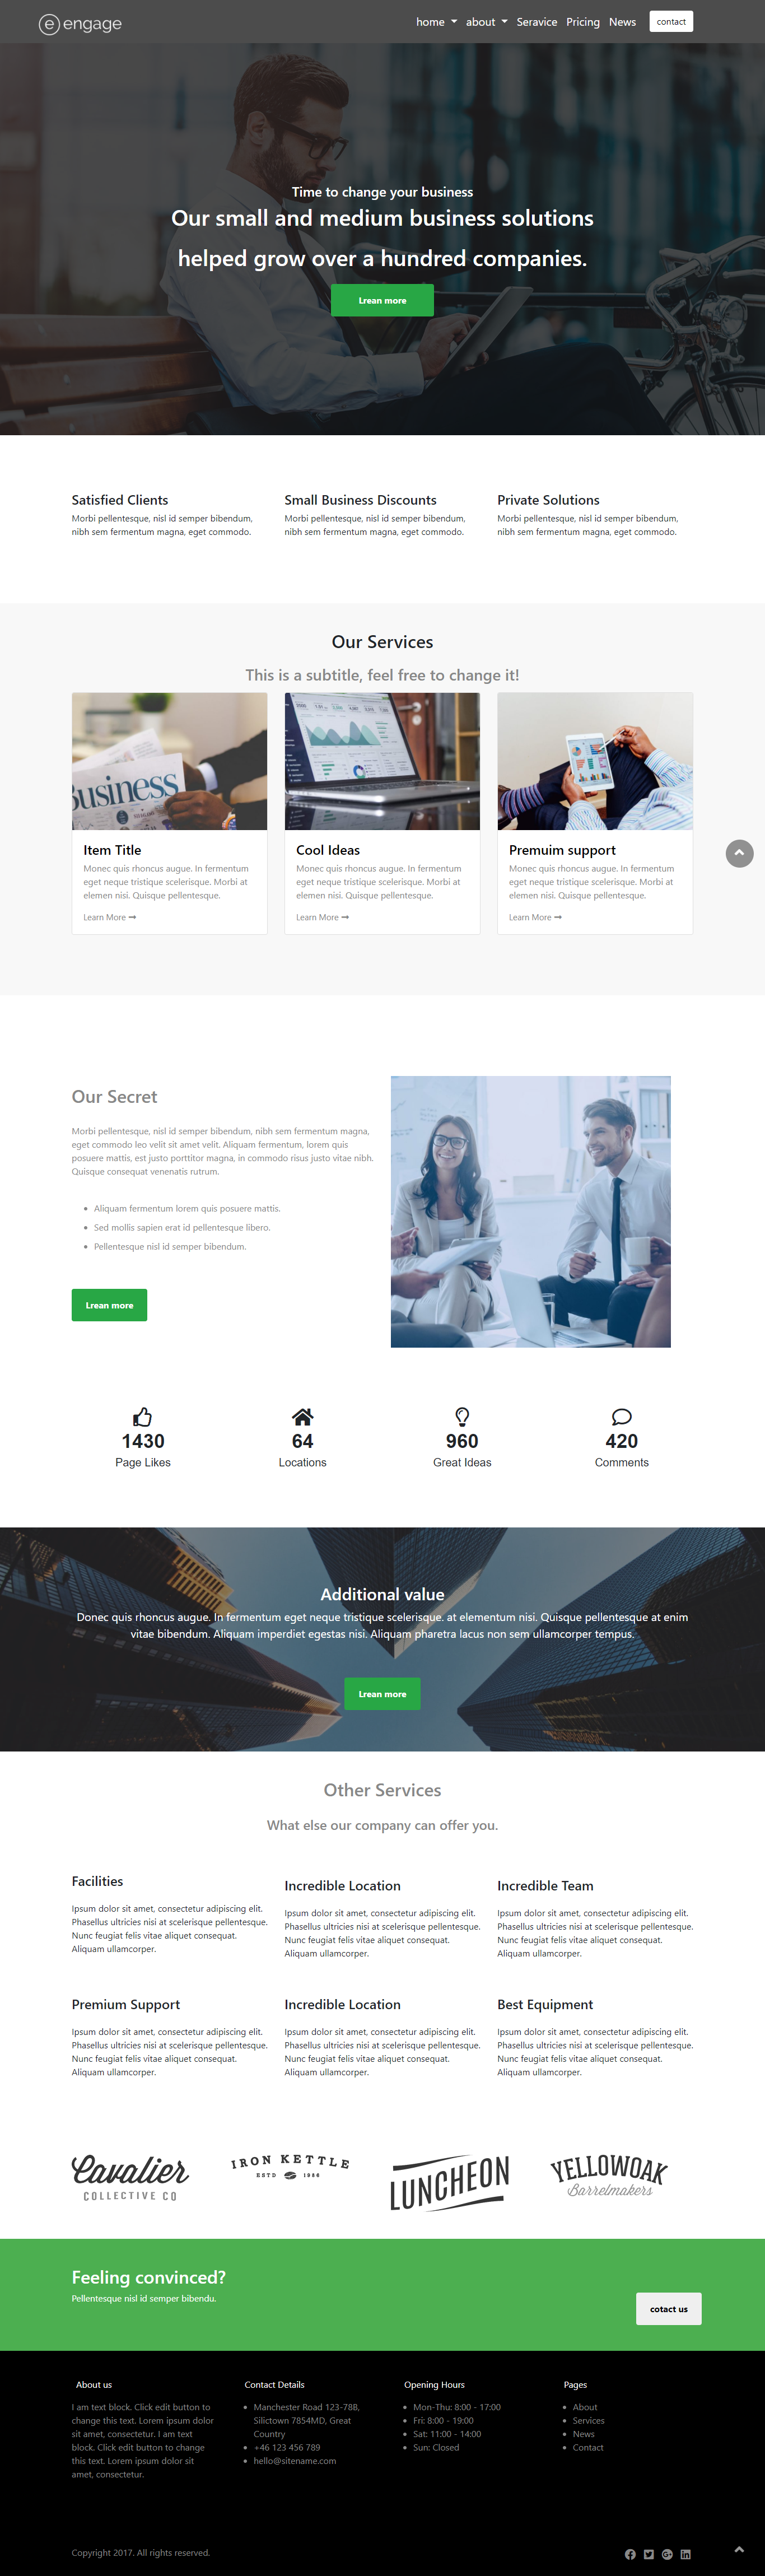 e engage
home about Seravice Pricing News contact
Time to change your business
Our small and medium business solutions
helped grow over a hundred companies.
Lrean more
Satisfied Clients
Morbi pellentesque, nisl id semper bibendum,
nibh sem fermentum magna, eget commodo.
Small Business Discounts
Morbi pellentesque, nisl id semper bibendum,
nibh sem fermentum magna, eget commodo.
Private Solutions
Morbi pellentesque, nisl id semper bibendum,
nibh sem fermentum magna, eget commodo.
Our Services
This is a subtitle, feel free to change it!
Business
Item Title
Monec quis rhoncus augue. In fermentum
eget neque tristique scelerisque. Morbi at
elemen nisi. Quisque pellentesque.
Learn More
Cool Ideas
Monec quis rhoncus augue. In fermentum
eget neque tristique scelerisque. Morbi at
elemen nisi. Quisque pellentesque.
Learn More
Premuim support
Monec quis rhoncus augue. In fermentum
eget neque tristique scelerisque. Morbi at
elemen nisi. Quisque pellentesque.
Learn More
Our Secret
Morbi pellentesque, nisl id semper bibendum, nibh sem fermentum magna,
eget commodo leo velit sit amet velit. Aliquam fermentum, lorem quis
posuere mattis, est justo porttitor magna, in commodo risus justo vitae nibh.
Quisque consequat venenatis rutrum.
Aliquam fermentum lorem quis posuere mattis.
Sed mollis sapien erat id pellentesque libero.
Pellentesque nisl id semper bibendum.
Lrean more
1430
Page Likes
64
Locations
960
Great Ideas
420
Comments
Additional value
Donec quis rhoncus augue. In fermentum eget neque tristique scelerisque. at elementum nisi. Quisque pellentesque at enim
vitae bibendum. Aliquam imperdiet egestas nisi. Aliquam pharetra lacus non sem ullamcorper tempus.
Lrean more
Other Services
What else our company can offer you.
Facilities
Ipsum dolor sit amet, consectetur adipiscing elit.
Phasellus ultricies nisi at scelerisque pellentesque.
Nunc feugiat felis vitae aliquet consequat.
Aliquam ullamcorper.
Incredible Location
Ipsum dolor sit amet, consectetur adipiscing elit.
Phasellus ultricies nisi at scelerisque pellentesque.
Nunc feugiat felis vitae aliquet consequat.
Aliquam ullamcorper.
Incredible Team
Ipsum dolor sit amet, consectetur adipiscing elit.
Phasellus ultricies nisi at scelerisque pellentesque.
Nunc feugiat felis vitae aliquet consequat.
Aliquam ullamcorper.
Premium Support
Ipsum dolor sit amet, consectetur adipiscing elit.
Phasellus ultricies nisi at scelerisque pellentesque.
Nunc feugiat felis vitae aliquet consequat.
Aliquam ullamcorper.
Incredible Location
Ipsum dolor sit amet, consectetur adipiscing elit.
Phasellus ultricies nisi at scelerisque pellentesque.
Nunc feugiat felis vitae aliquet consequat.
Aliquam ullamcorper.
Best Equipment
Ipsum dolor sit amet, consectetur adipiscing elit.
Phasellus ultricies nisi at scelerisque pellentesque.
Nunc feugiat felis vitae aliquet consequat.
Aliquam ullamcorper.
Cavalier
COLLECTIVE CO
IRON KETTLE
ESTD 1986
LUNCHEON
YELLOWOAK
Barrelmakers
Feeling convinced?
Pellentesque nisl id semper bibendu.
cotact us
About us
I am text block. Click edit button to
change this text. Lorem ipsum dolor
sit amet, consectetur. I am text
block. Click edit button to change
this text. Lorem ipsum dolor sit
amet, consectetur.
Contact Details
Manchester Road 123-78B,
Silictown 7854MD, Great
Country
+46 123 456 789
hello@sitename.com
Opening Hours
Mon-Thu: 8:00 - 17:00
Fri: 8:00 - 19:00
Sat: 11:00 - 14:00
Sun: Closed
Pages
About
Services
News
Contact
Copyright 2017. All rights reserved.